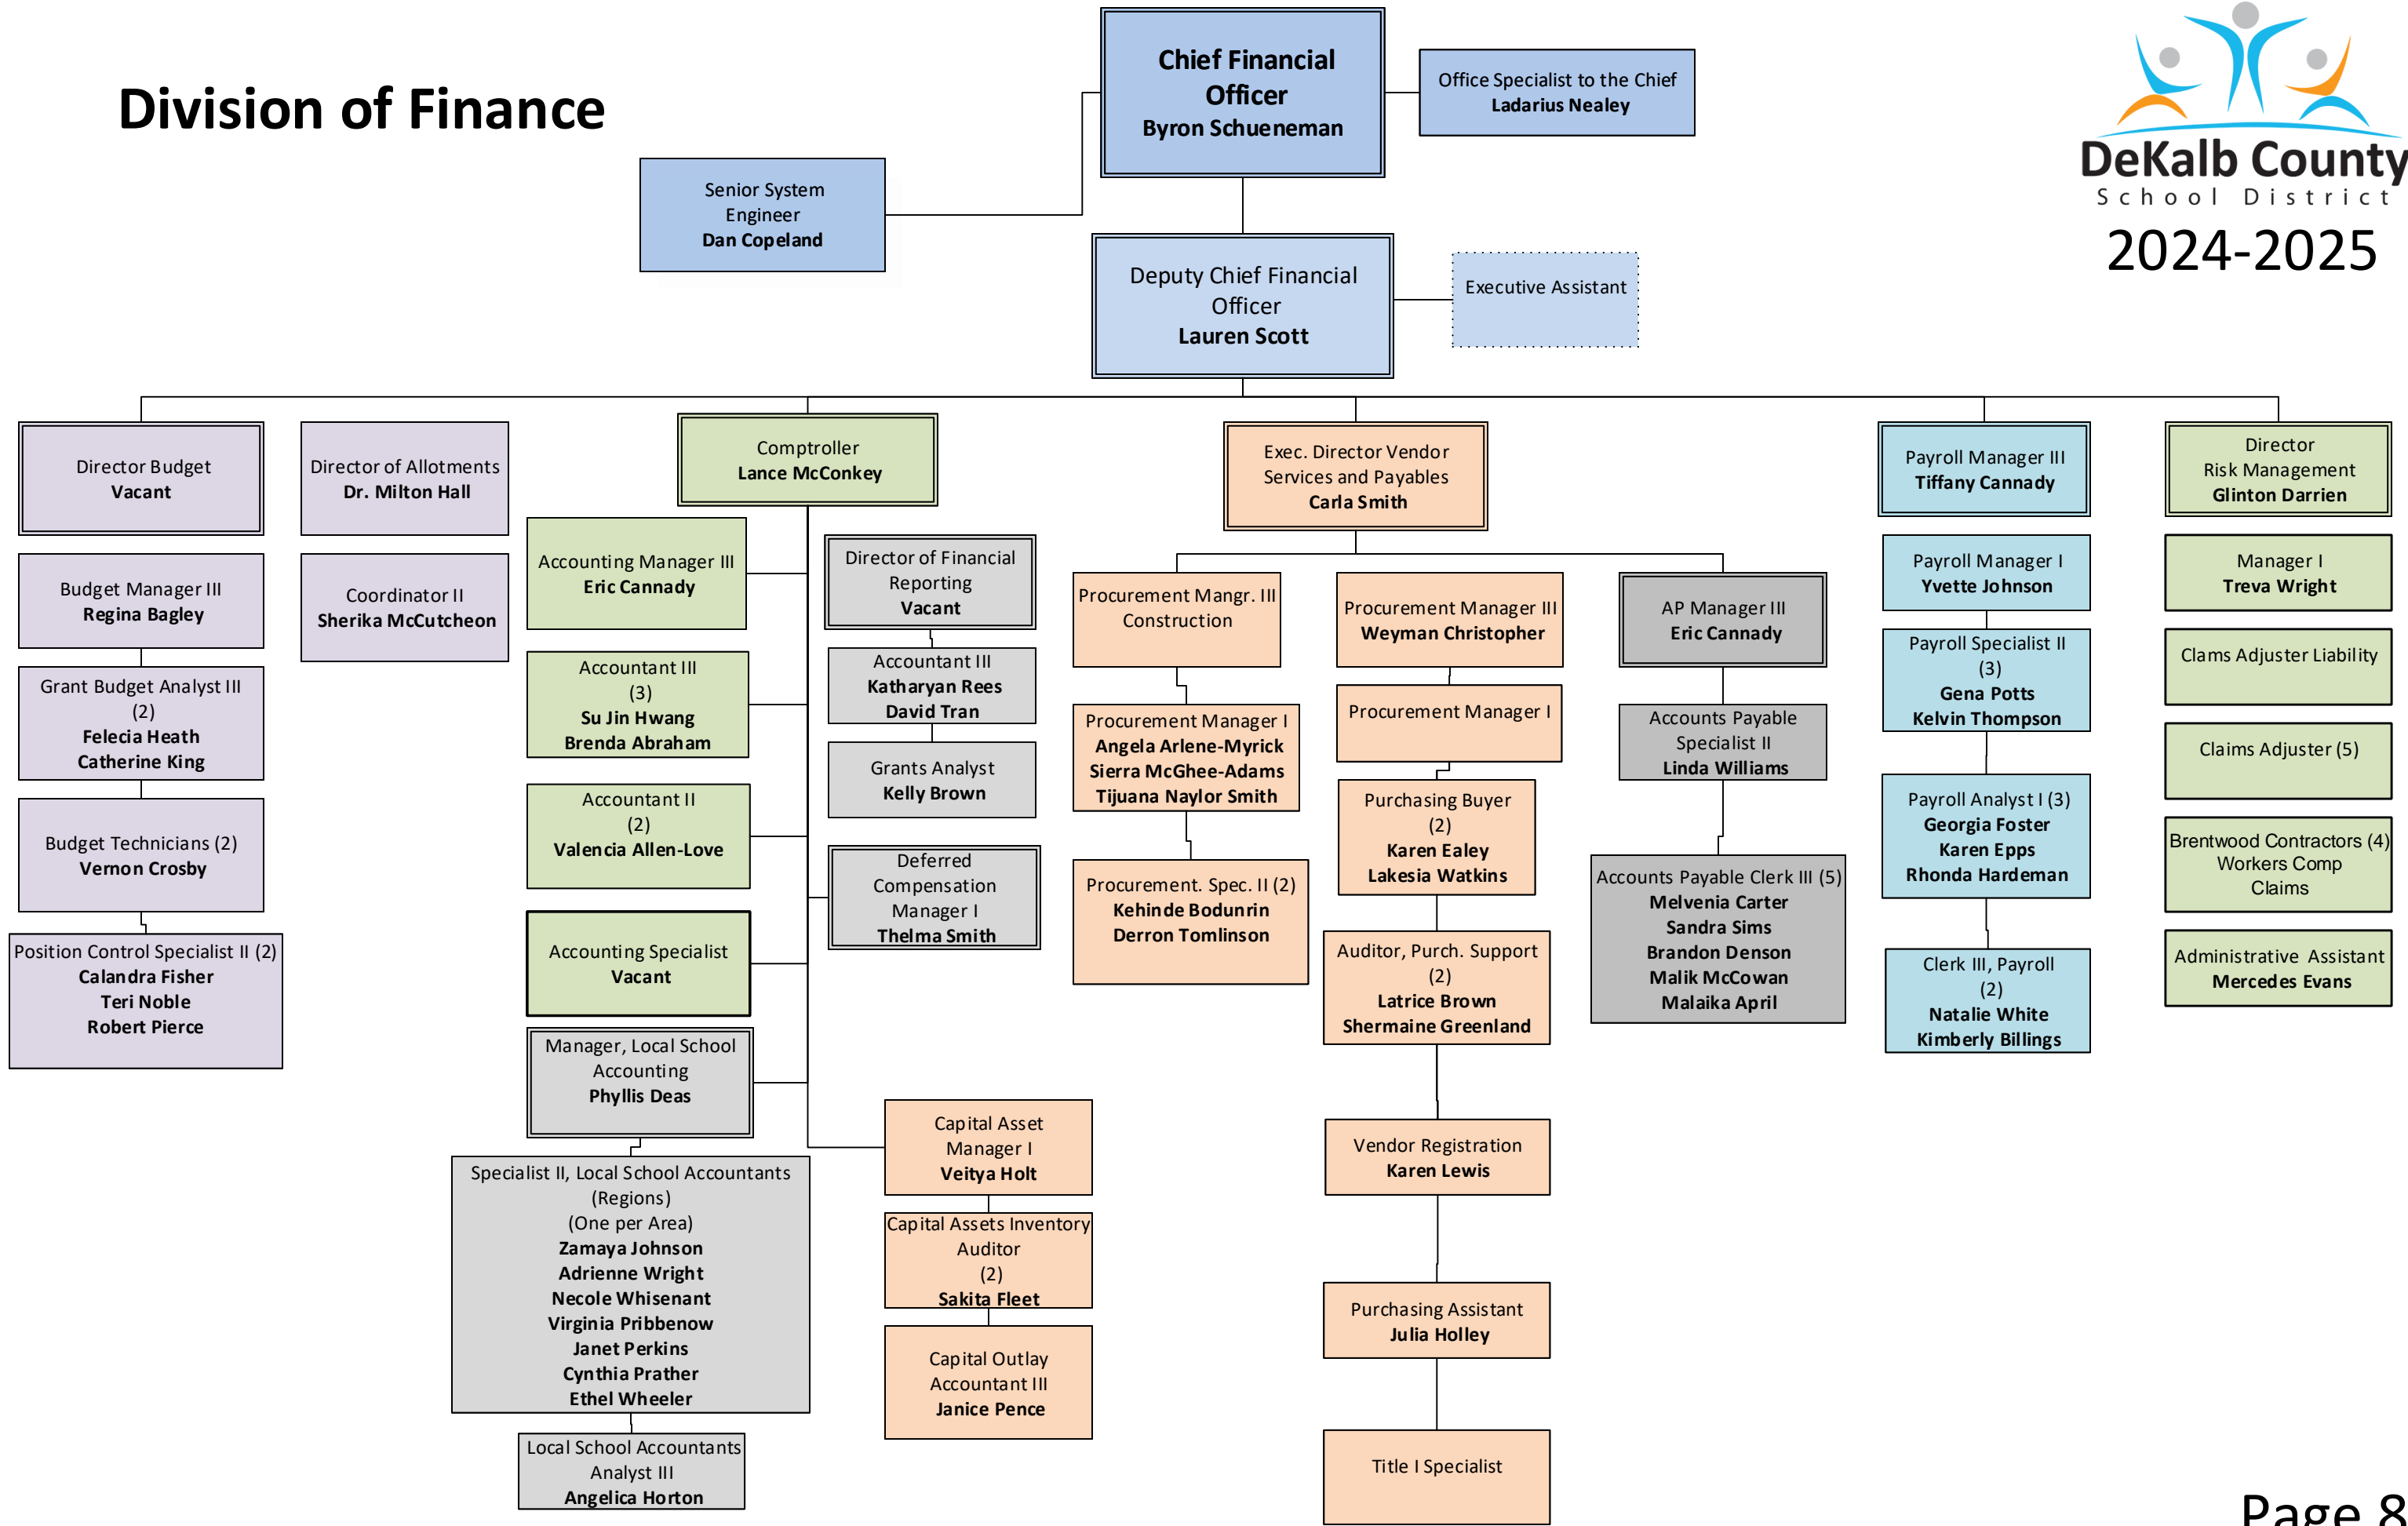 Division of Finance
Chief Financial
Officer
Byron Schueneman
Office Specialist to the Chief
Ladarius Nealey
DeKalb County
School District
2024-2025
Senior System
Engineer
Dan Copeland
Deputy Chief Financial
Officer
Lauren Scott
Executive Assistant
Director Budget
Vacant
Budget Manager III
Regina Bagley
Grant Budget Analyst III
(2)
Felecia Heath
Catherine King
Budget Technicians (2)
Vernon Crosby
Position Control Specialist II (2)
Calandra Fisher
Teri Noble
Robert Pierce
Director of Allotments
Dr. Milton Hall
Coordinator II
Sherika McCutcheon
Comptroller
Lance McConkey
Accounting Manager III
Eric Cannady
Accountant III
(3)
Su Jin Hwang
Brenda Abraham
Accountant II
(2)
Valencia Allen-Love
Accounting Specialist
Vacant
Manager, Local School
Accounting
Phyllis Deas
Specialist II, Local School Accountants
(Regions)
(One per Area)
Zamaya Johnson
Adrienne Wright
Necole Whisenant
Virginia Pribbenow
Janet Perkins
Cynthia Prather
Ethel Wheeler
Local School Accountants
Analyst III
Angelica Horton
Director of Financial
Reporting
Vacant
Accountant III
Katharyan Rees
David Tran
Grants Analyst
Kelly Brown
Deferred
Compensation
Manager I
Thelma Smith
Capital Asset
Manager I
Veitya Holt
Capital Assets Inventory
Auditor
(2)
Sakita Fleet
Capital Outlay
Accountant III
Janice Pence
Exec. Director Vendor
Services and Payables
Carla Smith
Procurement Mangr. III
Construction
Procurement Manager I
Angela Arlene-Myrick
Sierra McGhee-Adams
Tijuana Naylor Smith
Procurement. Spec. II (2)
Kehinde Bodunrin
Derron Tomlinson
Procurement Manager III
Weyman Christopher
Procurement Manager I
Purchasing Buyer
(2)
Karen Ealey
Lakesia Watkins
Auditor, Purch. Support
(2)
Latrice Brown
Shermaine Greenland
Vendor Registration
Karen Lewis
Purchasing Assistant
Julia Holley
Title I Specialist
AP Manager III
Eric Cannady
Accounts Payable
Specialist II
Linda Williams
Accounts Payable Clerk III (5)
Melvenia Carter
Sandra Sims
Brandon Denson
Malik McCowan
Malaika April
Payroll Manager III
Tiffany Cannady
Payroll Manager I
Yvette Johnson
Payroll Specialist II
(3)
Gena Potts
Kelvin Thompson
Payroll Analyst I (3)
Georgia Foster
Karen Epps
Rhonda Hardeman
Clerk III, Payroll
(2)
Natalie White
Kimberly Billings
Director
Risk Management
Glinton Darrien
Manager I
Treva Wright
Clams Adjuster Liability
Claims Adjuster (5)
Brentwood Contractors (4)
Workers Comp
Claims
Administrative Assistant
Mercedes Evans
Page 8